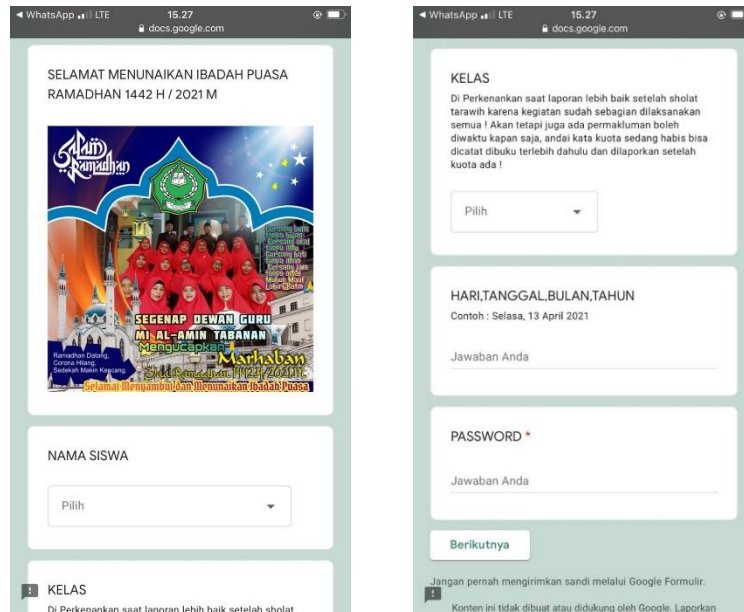 WhatsApp LTE 15.27
docs.google.com
SELAMAT MENUNAIKAN IBADAH PUASA
RAMADHAN 1442 H / 2021 M
Ramadhan
SEGENAP DEWAN GURU
MI AL-AMIN TABANAN
Mengucapkan
Marhaban
Mohon Maaf
Lahir Batin
Ramadhan Datang,
Corona Hilang,
Sedekah Makin Kencang.
Selamat Menyambut dan Menunaikan Ibadah Puasa
NAMA SISWA
Pilih
KELAS
Di Perkenankan saat laporan lebih baik setelah sholat
WhatsApp LTE 15.27
docs.google.com
KELAS
Di Perkenankan saat laporan lebih baik setelah sholat
tarawih karena kegiatan sudah sebagian dilaksanakan
semua ! Akan tetapi juga ada permakluman boleh
diwaktu kapan saja, andai kata kuota sedang habis bisa
dicatat dibuku terlebih dahulu dan dilaporkan setelah
kuota ada !
Pilih
HARI,TANGGAL,BULAN,TAHUN
Contoh : Selasa, 13 April 2021
Jawaban Anda
PASSWORD *
Jawaban Anda
Berikutnya
Jangan pernah mengirimkan sandi melalui Google Formulir.
Konten ini tidak dibuat atau didukung oleh Google. Laporkan